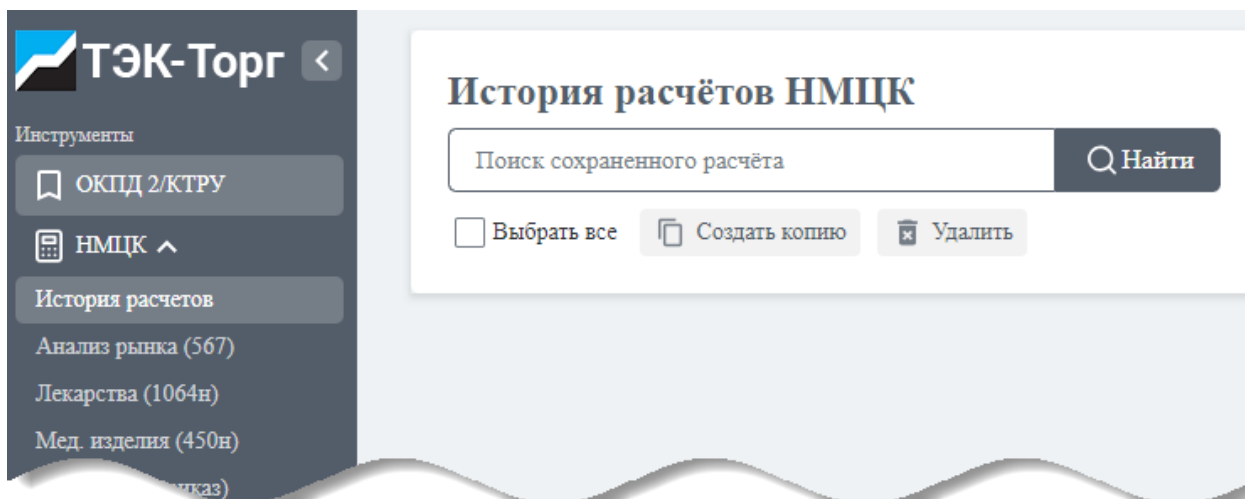 ТЭК-Торг
Инструменты
ОКПД 2/КТРУ
НМЦК
История расчетов
Анализ рынка (567)
Лекарства (1064н)
Мед. изделия (450н)
История расчётов НМЦК
Поиск сохраненного расчёта
Найти
Выбрать все
Создать копию
Удалить